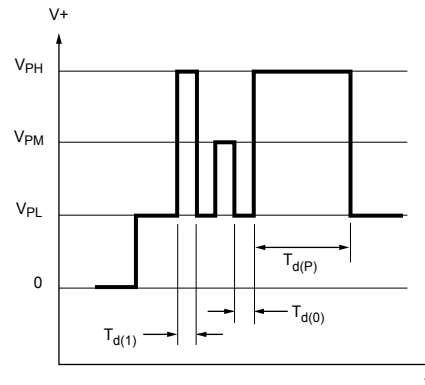 V+
VPH
VPM
VPL
0
Td(P)
Td(0)
Td(1)